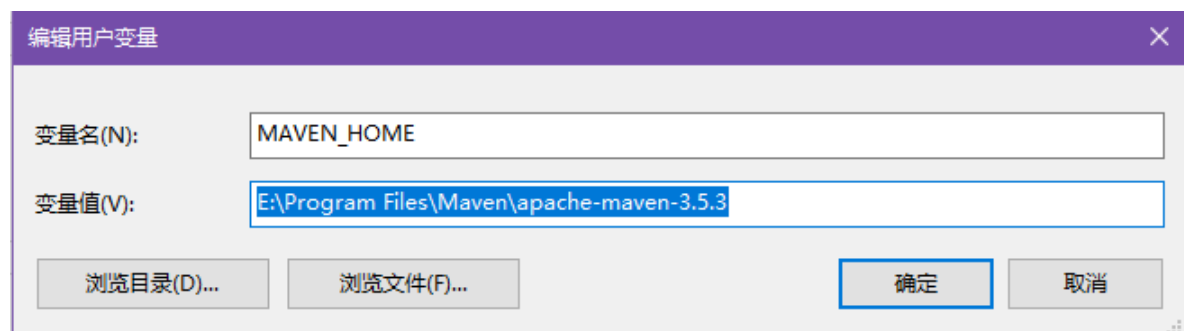 编辑用户变量
变量名(N): MAVEN_HOME
变量值(V): E:\Program Files\Maven\apache-maven-3.5.3
浏览目录(D)... 浏览文件(F)... 确定 取消